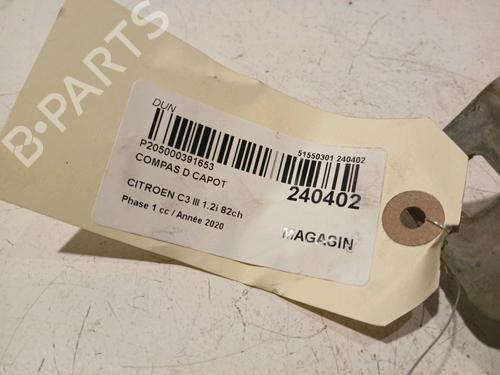 B-PARTS
DUN
P205000391653
COMPAS D CAPOT
CITROEN C3 III 1.2i 82ch
Phase 1 cc / Année 2020
51550301 240402
240402
MAGASIN